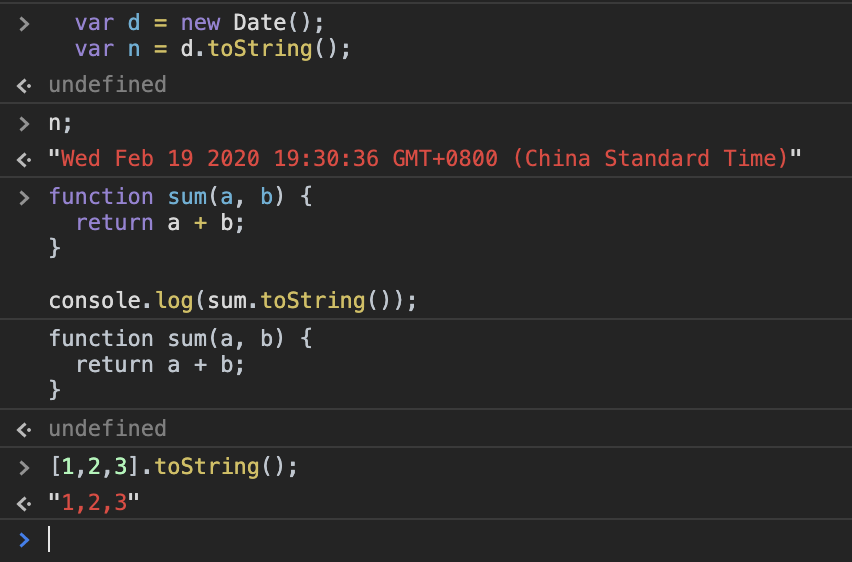 > var d = new Date();
var n = d.toString();
undefined
> n;
"Wed Feb 19 2020 19:30:36 GMT+0800 (China Standard Time)"
> function sum(a, b) {
return a + b;
}
console.log(sum.toString());
function sum(a, b) {
return a + b;
}
undefined
> [1,2,3].toString();
"1,2,3"
>